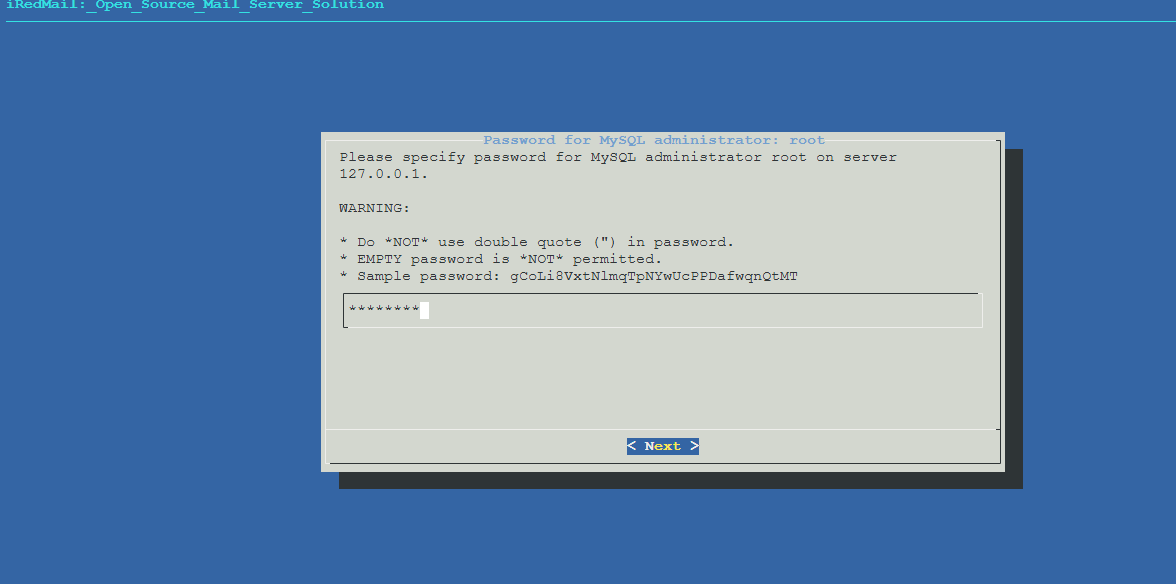 iRedMail:_Open_Source_Mail_Server_Solution
Password for MySQL administrator: root
Please specify password for MySQL administrator root on server
127.0.0.1.
WARNING:
* Do *NOT* use double quote (") in password.
* EMPTY password is *NOT* permitted.
* Sample password: gCoLi8VxtNlmqTpNYwUcPPDafwqnQtMT
********
< Next >